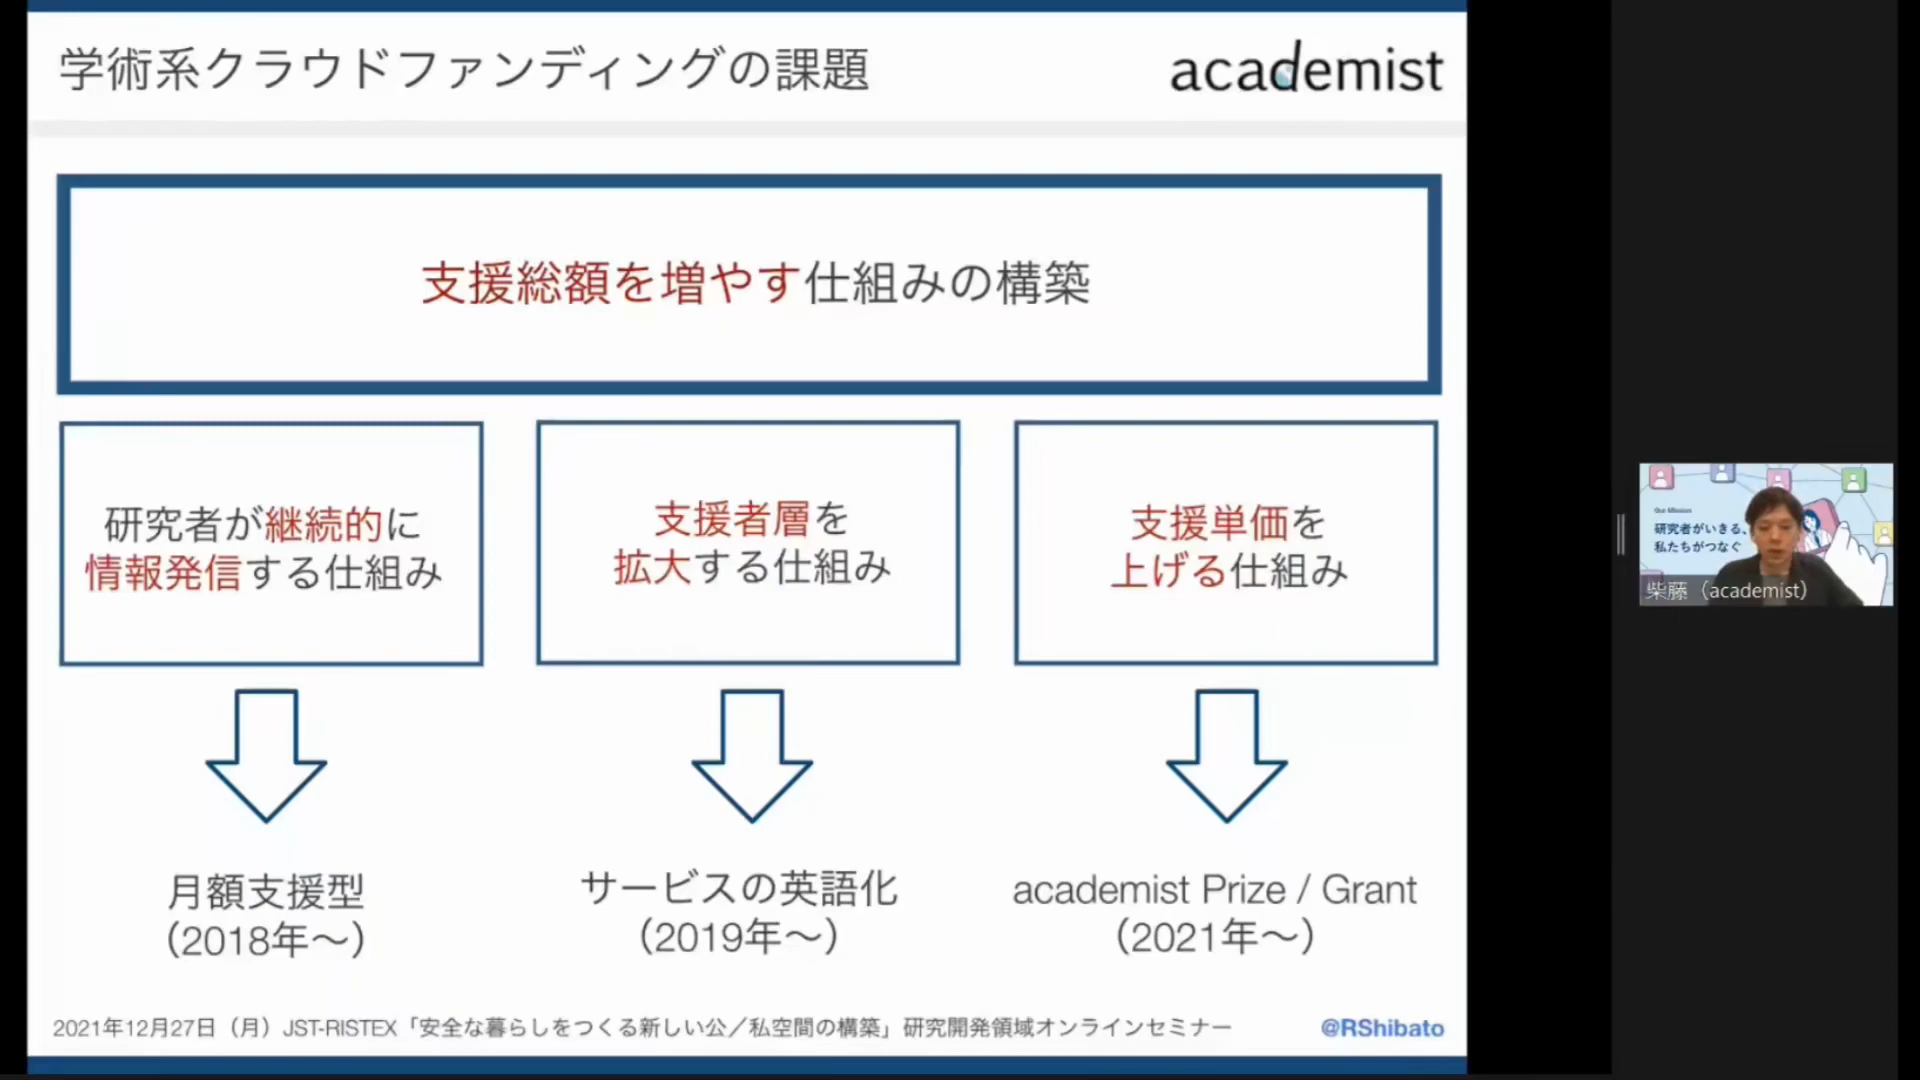 学術系クラウドファンディングの課題
academist
支援総額を増やす仕組みの構築
研究者が継続的に
情報発信する仕組み
支援者層を
拡大する仕組み
支援単価を
上げる仕組み
月額支援型
（2018年〜）
サービスの英語化
（2019年〜）
academist Prize / Grant
（2021年〜）
2021年12月27日（月）JST-RISTEX「安全な暮らしをつくる新しい公／私空間の構築」研究開発領域オンラインセミナー
@RShibato
Our Mission
研究者がいきる、
私たちがつなぐ
柴藤（academist）